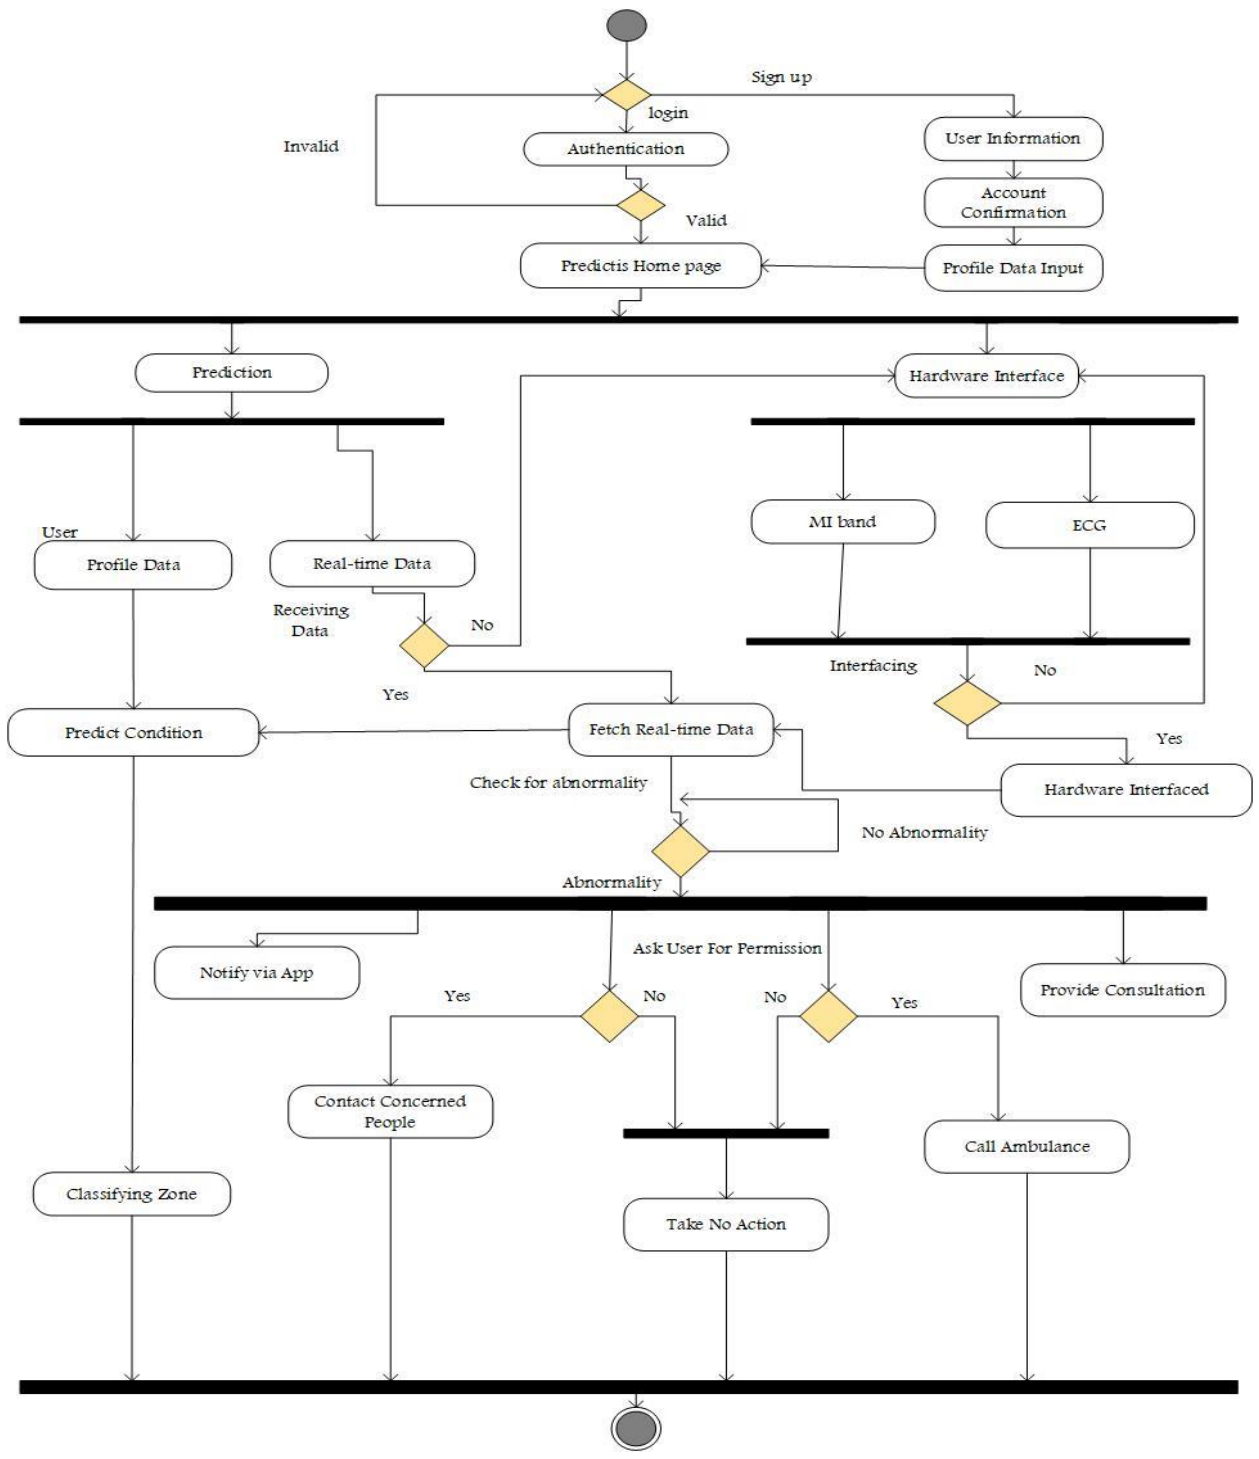 Sign up
login
Invalid
Authentication
User Information
Account
Confirmation
Valid
Predictis Home page
Profile Data Input
Prediction
Hardware Interface
MI band
ECG
User
Profile Data
Real-time Data
Receiving
Data
No
Interfacing
No
Yes
Predict Condition
Fetch Real-time Data
Yes
Check for abnormality
Hardware Interfaced
No Abnormality
Abnormality
Ask User For Permission
Notify via App
Provide Consultation
Yes
No
No
Yes
Contact Concerned
People
Call Ambulance
Classifying Zone
Take No Action